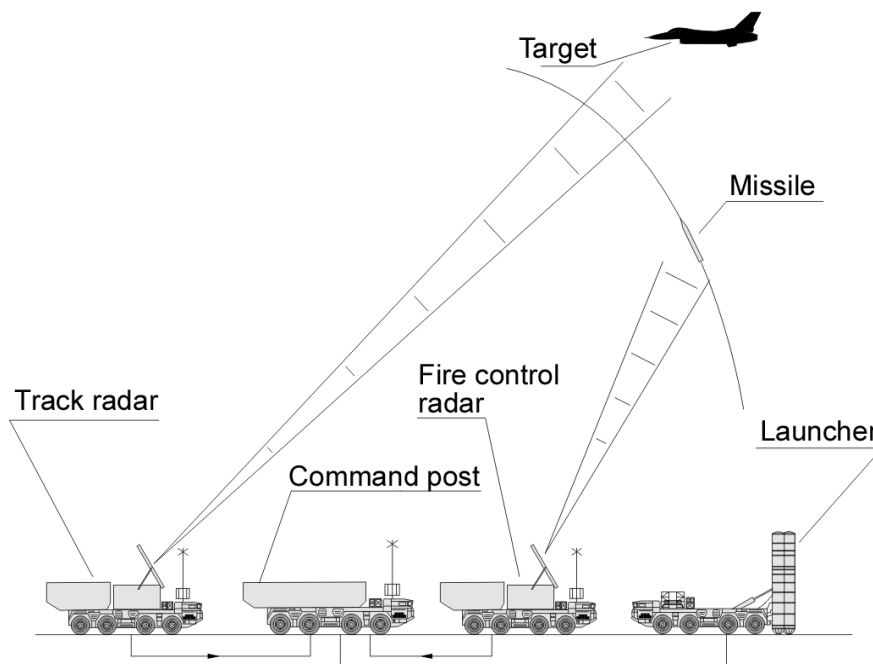 Target
Missile
Track radar
Fire control
radar
Launcher
Command post